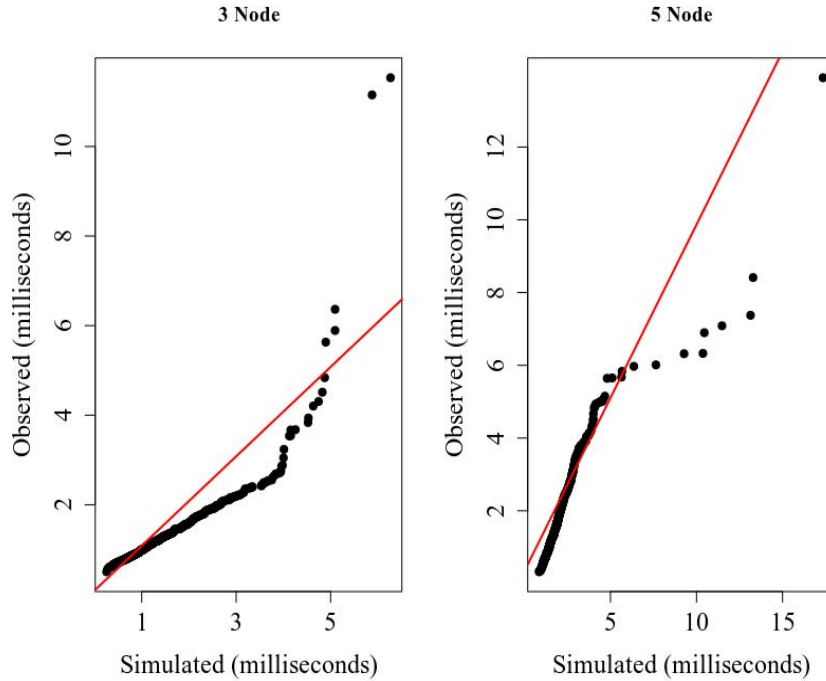 3 Node
Observed (milliseconds)
10
8
6
4
2
1 3 5
Simulated (milliseconds)
5 Node
Observed (milliseconds)
12
10
8
6
4
2
5 10 15
Simulated (milliseconds)